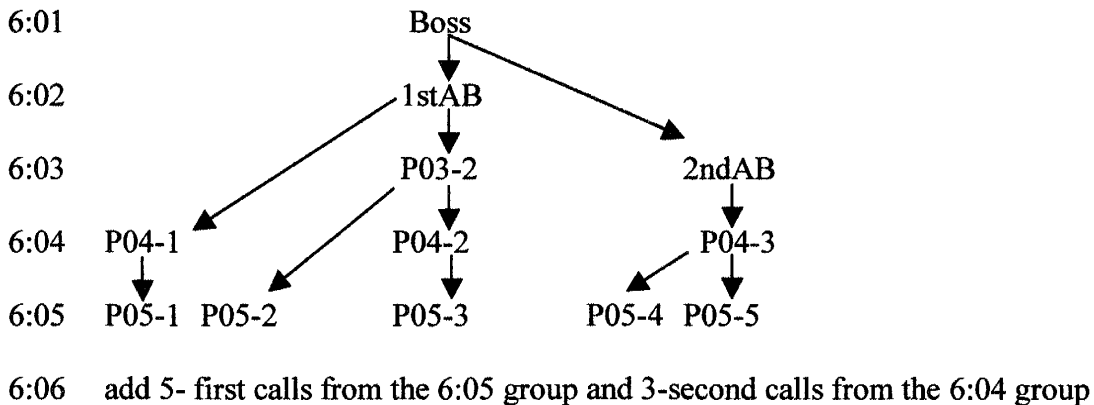 6:01 Boss
6:02 1stAB
6:03 P03-2 2ndAB
6:04 P04-1 P04-2 P04-3
6:05 P05-1 P05-2 P05-3 P05-4 P05-5
6:06 add 5- first calls from the 6:05 group and 3-second calls from the 6:04 group